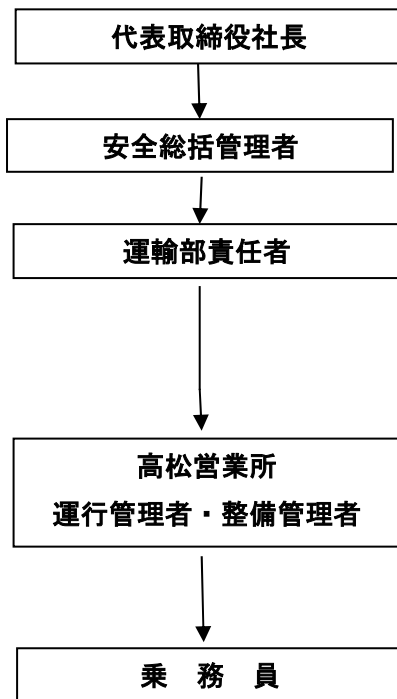 代表取締役社長
安全総括管理者
運輸部責任者
高松営業所
運行管理者・整備管理者
乗　務　員